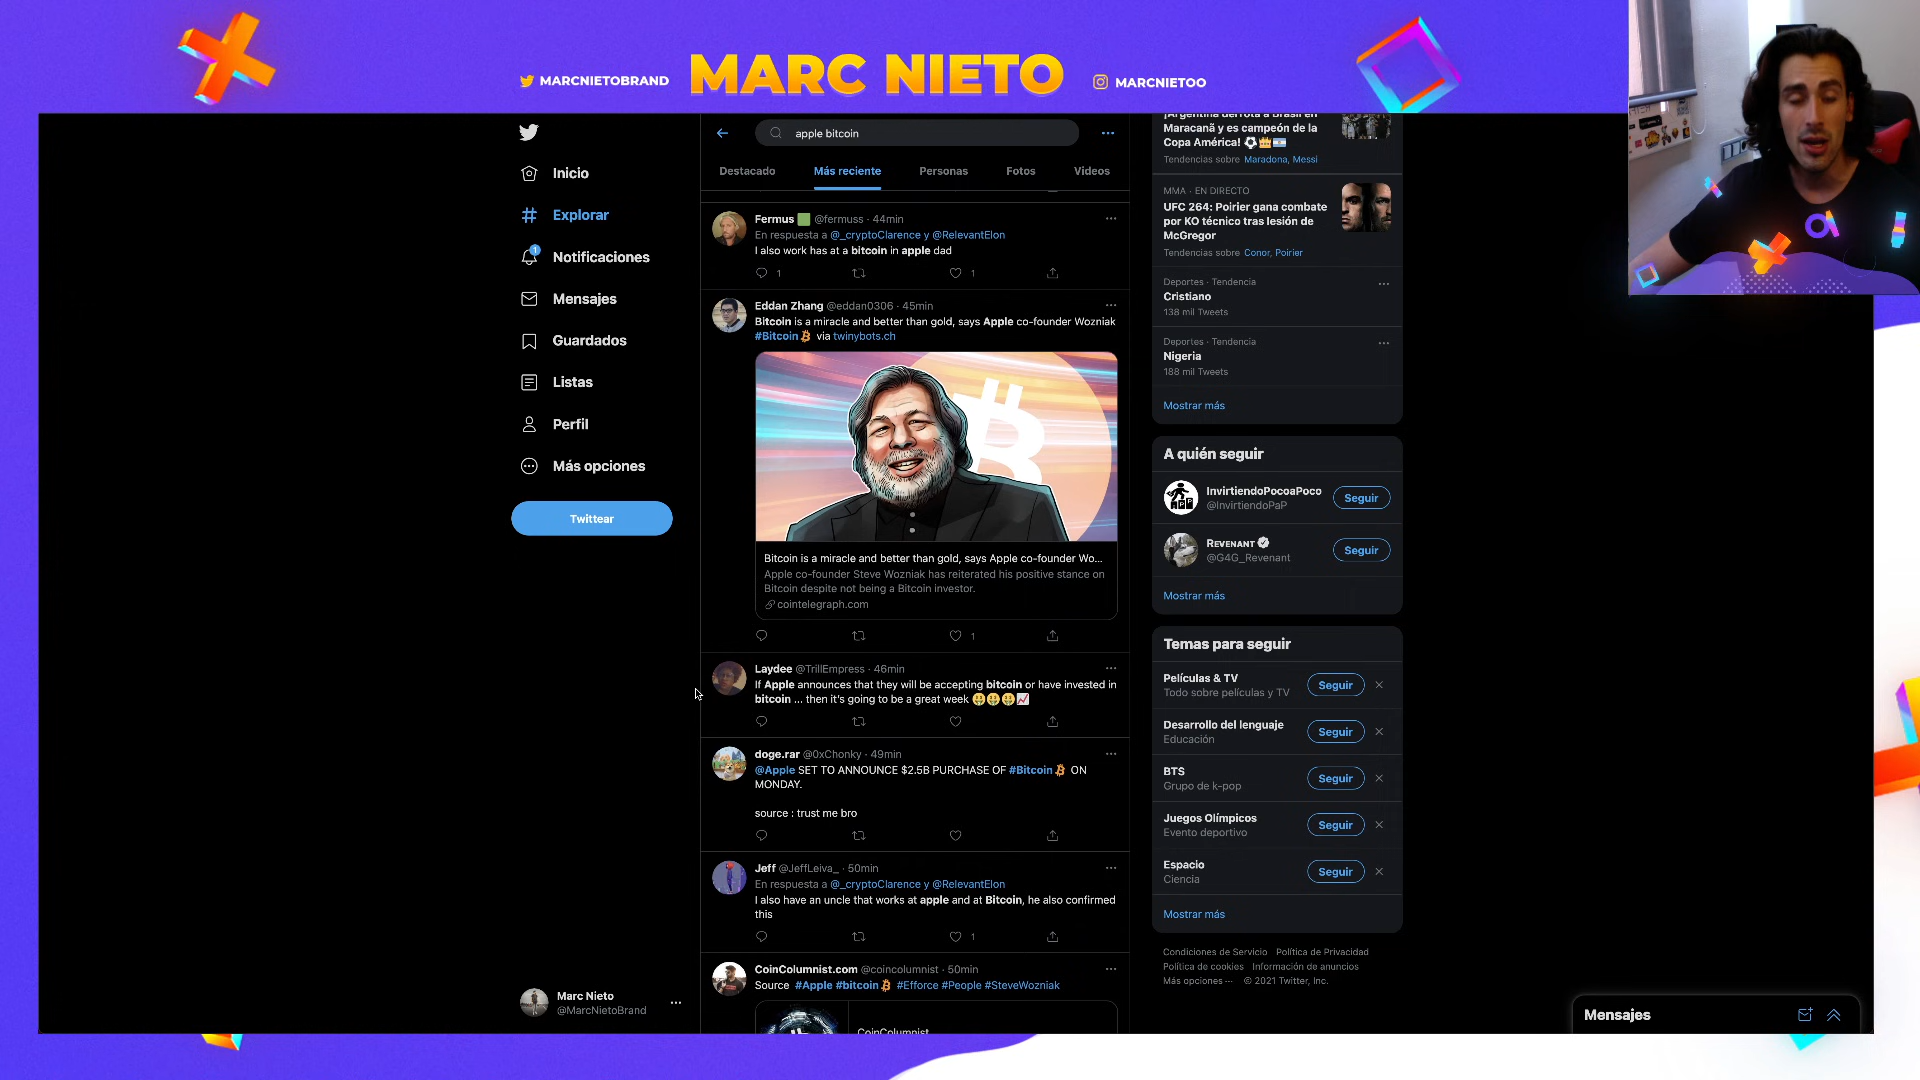 MARCNIETOBRAND
MARC NIETO
MARCNIETOO
Inicio
Explorar
1
Notificaciones
Mensajes
Guardados
Listas
Perfil
Más opciones
Twittear
Marc Nieto
@MarcNietoBrand
apple bitcoin
Destacado
Más reciente
Personas
Fotos
Videos
Fermus 🟩 @fermuss · 44min
En respuesta a @_cryptoClarence y @RelevantElon
I also work has at a bitcoin in apple dad
1
1
Eddan Zhang @eddan0306 · 45min
Bitcoin is a miracle and better than gold, says Apple co-founder Wozniak
#Bitcoin via twinybots.ch
Bitcoin is a miracle and better than gold, says Apple co-founder Wo...
Apple co-founder Steve Wozniak has reiterated his positive stance on
Bitcoin despite not being a Bitcoin investor.
cointelegraph.com
1
Laydee @TrillEmpress · 46min
If Apple announces that they will be accepting bitcoin or have invested in
bitcoin ... then it's going to be a great week 🤑🤑🤑📈
doge.rar @0xChonky · 49min
@Apple SET TO ANNOUNCE $2.5B PURCHASE OF #Bitcoin ON
MONDAY.
source : trust me bro
Jeff @JeffLeiva_ · 50min
En respuesta a @_cryptoClarence y @RelevantElon
I also have an uncle that works at apple and at Bitcoin, he also confirmed
this
1
CoinColumnist.com @coincolumnist · 50min
Source #Apple #bitcoin #Efforce #People #SteveWozniak
CoinColumnist
¡Argentina derrota a Brasil en
Maracanã y es campeón de la
Copa América! ⚽👑🇦🇷
Tendencias sobre Maradona, Messi
MMA · EN DIRECTO
UFC 264: Poirier gana combate
por KO técnico tras lesión de
McGregor
Tendencias sobre Conor, Poirier
Deportes · Tendencia
Cristiano
138 mil Tweets
Deportes · Tendencia
Nigeria
188 mil Tweets
Mostrar más
A quién seguir
InvirtiendoPocoaPoco
@InvirtiendoPaP
Seguir
Revenant
@G4G_Revenant
Seguir
Mostrar más
Temas para seguir
Películas & TV
Todo sobre películas y TV
Seguir
Desarrollo del lenguaje
Educación
Seguir
BTS
Grupo de k-pop
Seguir
Juegos Olímpicos
Evento deportivo
Seguir
Espacio
Ciencia
Seguir
Mostrar más
Condiciones de Servicio Política de Privacidad
Política de cookies Información de anuncios
Más opciones ··· © 2021 Twitter, Inc.
Mensajes